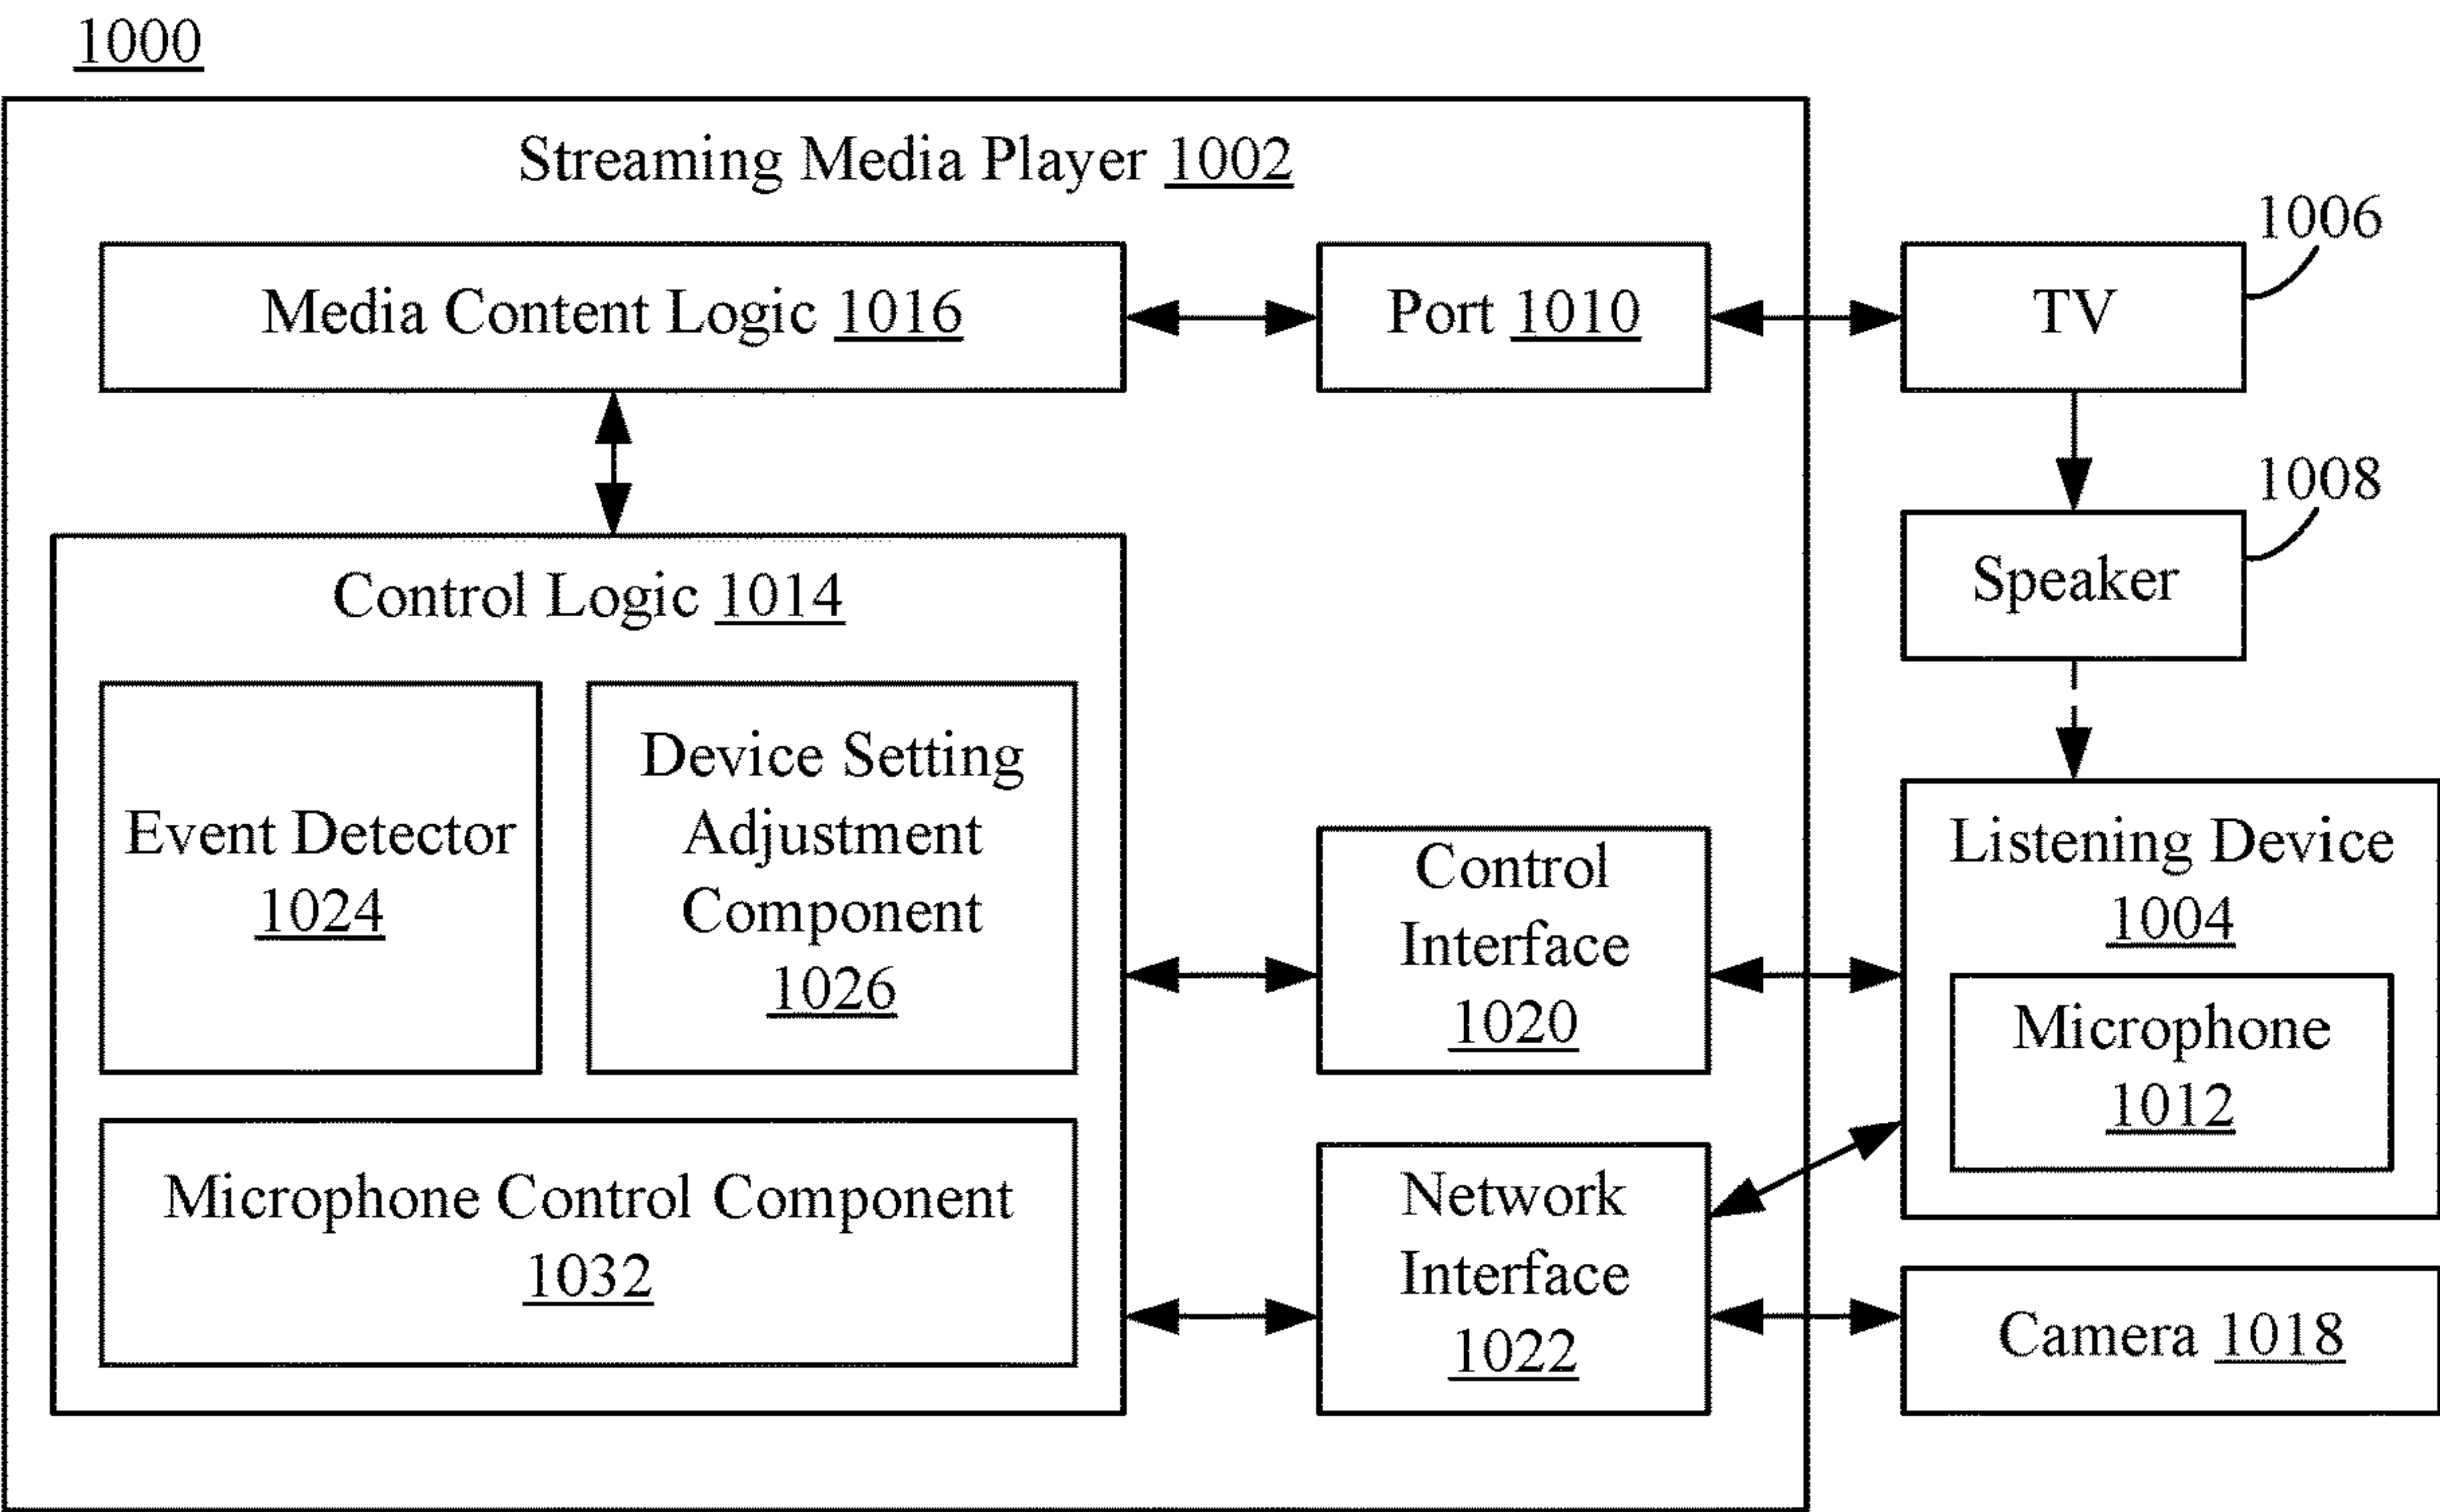 1000
Streaming Media Player 1002
1006
Media Content Logic 1016
Port 1010
TV
1008
Speaker
Control Logic 1014
Event Detector
1024
Device Setting
Adjustment
Component
1026
Control
Interface
1020
Listening Device
1004
Microphone
1012
Microphone Control Component
1032
Network
Interface
1022
Camera 1018